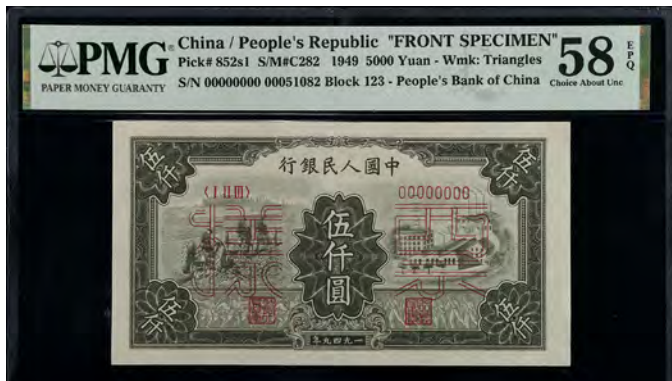 PMG
PAPER MONEY GUARANTY
China / People's Republic "FRONT SPECIMEN"
Pick# 852s1 S/M#C282 1949 5000 Yuan - Wmk: Triangles
S/N 00000000 00051082 Block 123 - People's Bank of China
58
EPQ
Choice About Unc
伍仟
伍仟
行銀民人國中
(I II III)
00000000
伍仟圓
樣
票
伍仟
伍仟
年九四九一